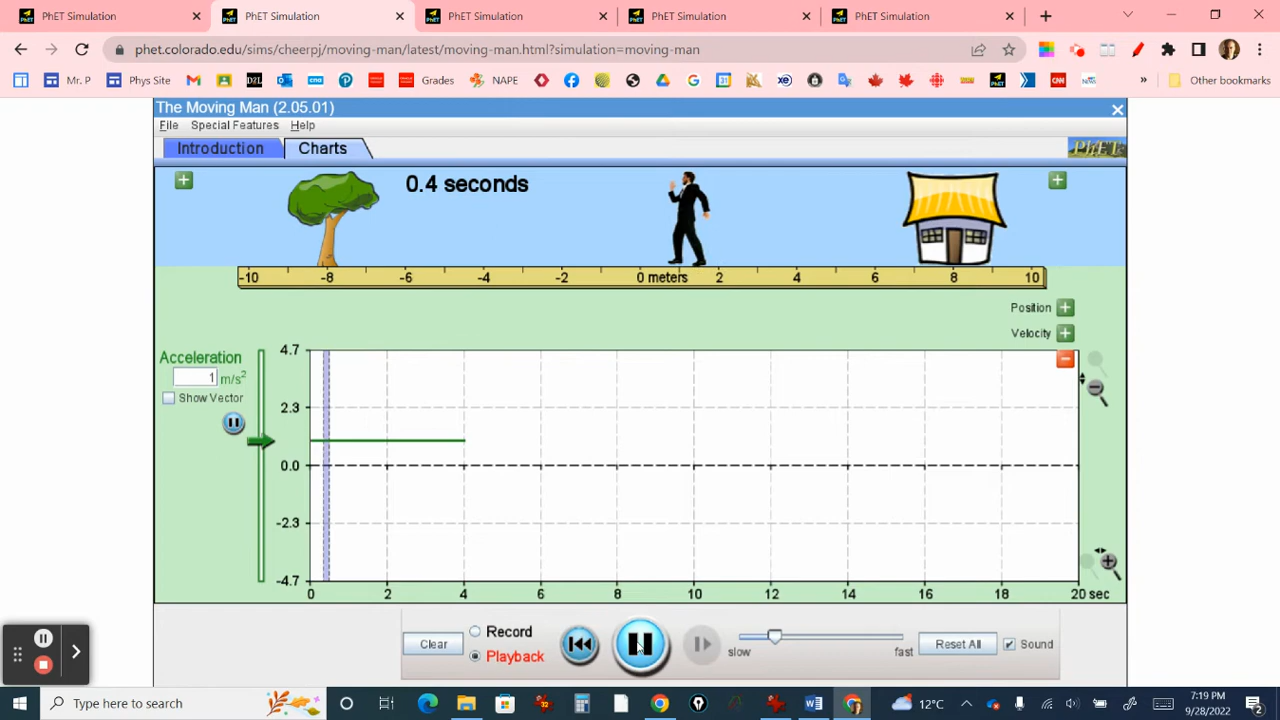 PhET Simulation
PhET Simulation
PhET Simulation
PhET Simulation
PhET Simulation
phet.colorado.edu/sims/cheerpj/moving-man/latest/moving-man.html?simulation=moving-man
Mr. P
Phys Site
D2L
Grades
NAPE
Other bookmarks
The Moving Man (2.05.01)
File Special Features Help
Introduction Charts
PhET
0.4 seconds
-10 -8 -6 -4 -2 0 meters 2 4 6 8 10
Position
Velocity
Acceleration
1 m/s²
Show Vector
4.7
2.3
0.0
-2.3
-4.7
0 2 4 6 8 10 12 14 16 18 20 sec
Clear
Record
Playback
slow fast
Reset All
Sound
Type here to search
12°C
7:19 PM
9/28/2022